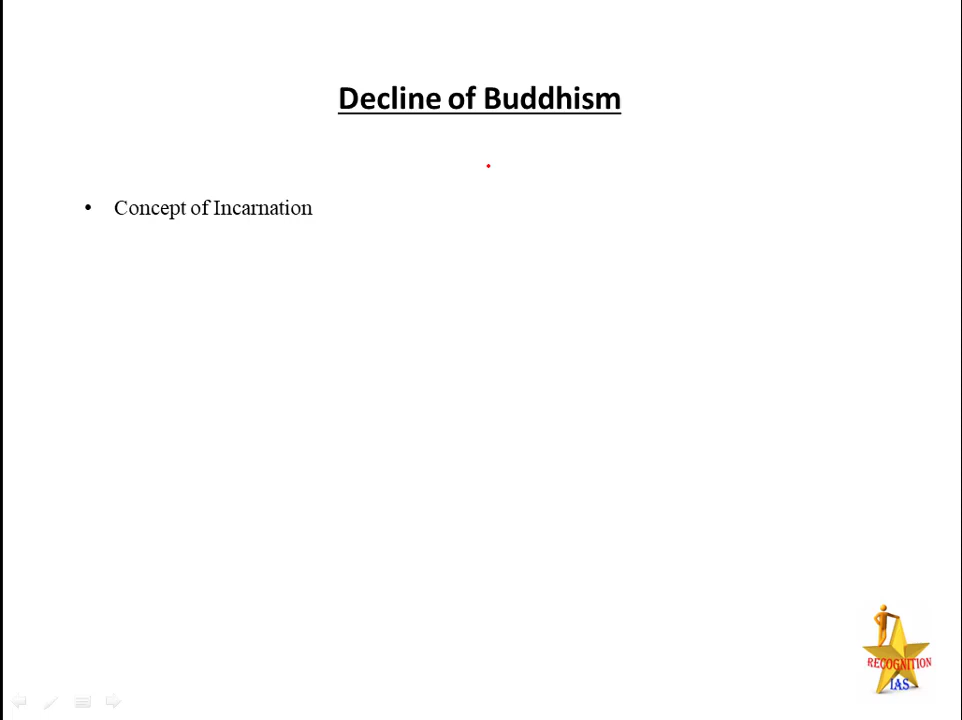 Decline of Buddhism
• Concept of Incarnation
RECOGNITION
IAS